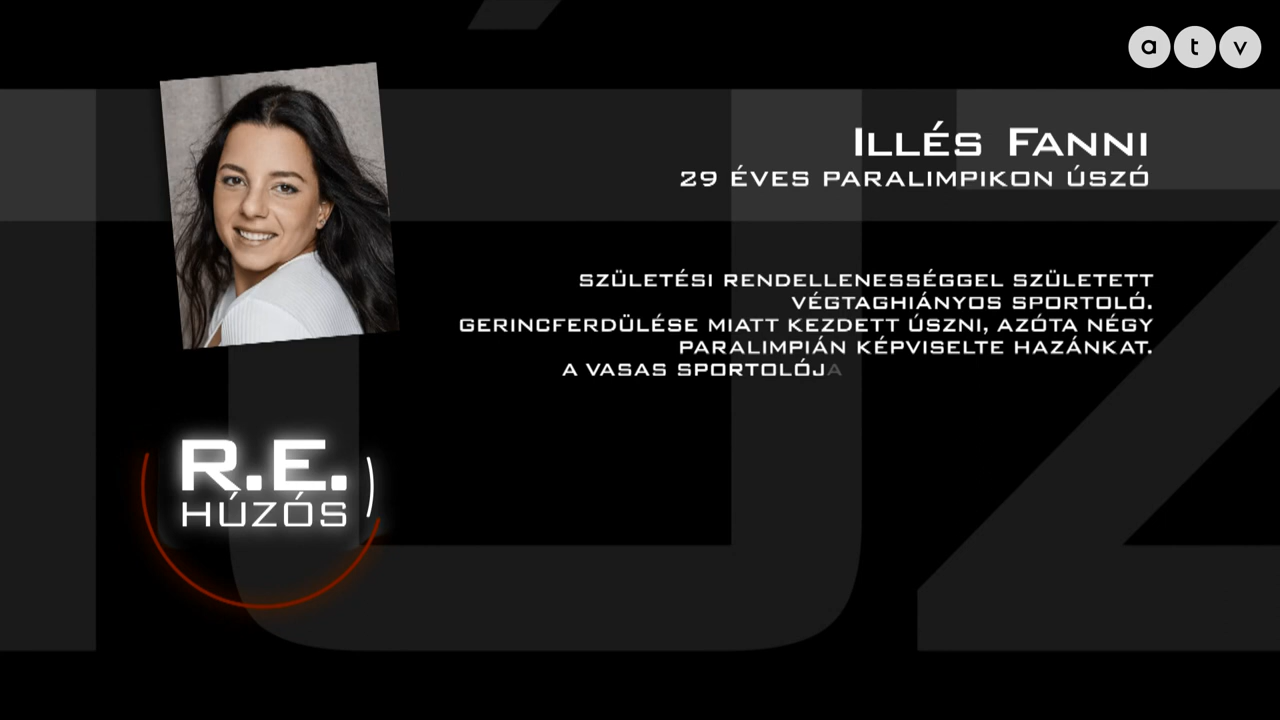 atv
ILLÉS FANNI
29 ÉVES PARALIMPIKON ÚSZÓ
SZÜLETÉSI RENDELLENESSÉGGEL SZÜLETETT
VÉGTAGHIÁNYOS SPORTOLÓ.
GERINCFERDÜLÉSE MIATT KEZDETT ÚSZNI, AZÓTA NÉGY
PARALIMPIÁN KÉPVISELTE HAZÁNKAT.
A VASAS SPORTOLÓJA
R.E.
HÚZÓS